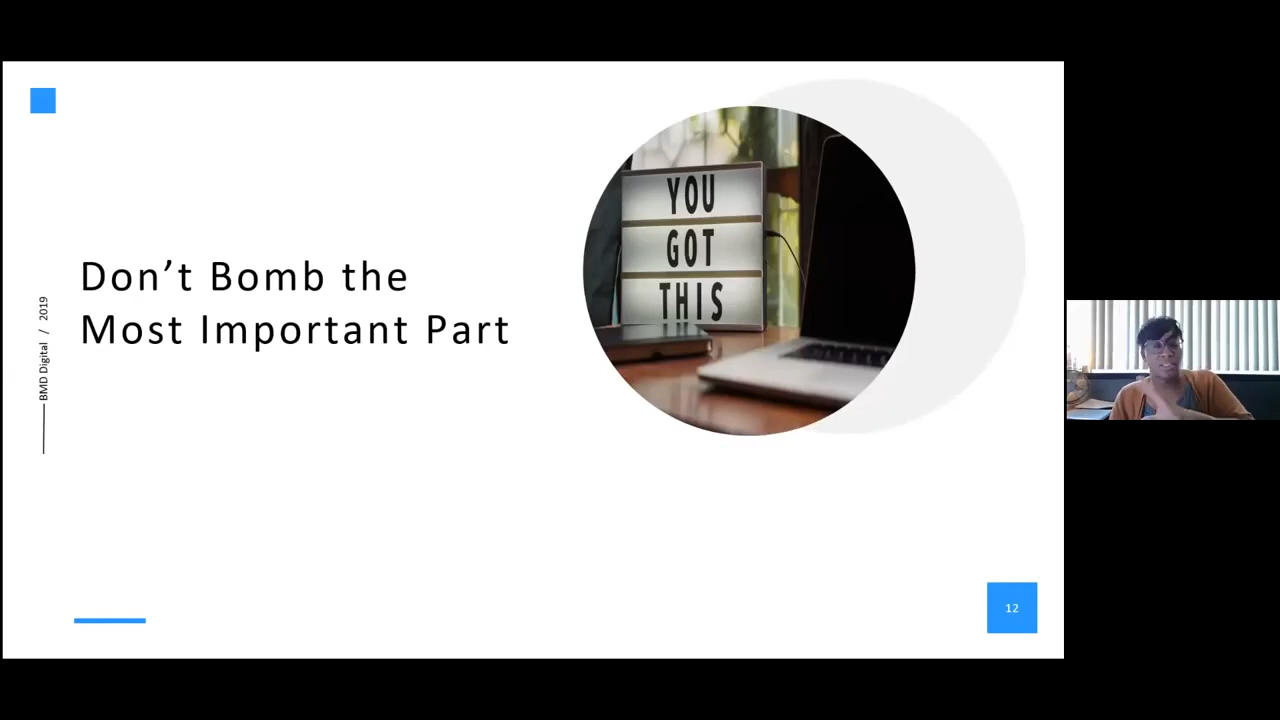 Don’t Bomb the
Most Important Part
BMD Digital / 2019
YOU
GOT
THIS
12